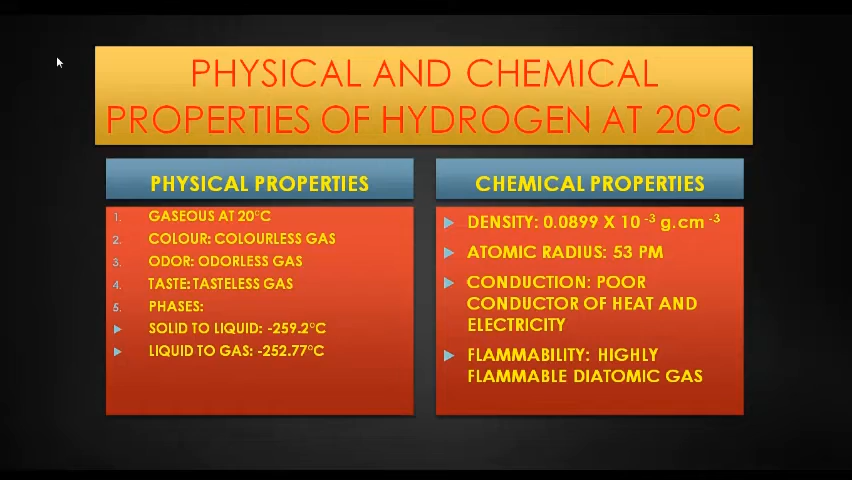 PHYSICAL AND CHEMICAL
PROPERTIES OF HYDROGEN AT 20°C
PHYSICAL PROPERTIES
1. GASEOUS AT 20°C
2. COLOUR: COLOURLESS GAS
3. ODOR: ODORLESS GAS
4. TASTE: TASTELESS GAS
5. PHASES:
SOLID TO LIQUID: -259.2°C
LIQUID TO GAS: -252.77°C
CHEMICAL PROPERTIES
DENSITY: 0.0899 X 10 -3 g.cm -3
ATOMIC RADIUS: 53 PM
CONDUCTION: POOR
CONDUCTOR OF HEAT AND
ELECTRICITY
FLAMMABILITY: HIGHLY
FLAMMABLE DIATOMIC GAS